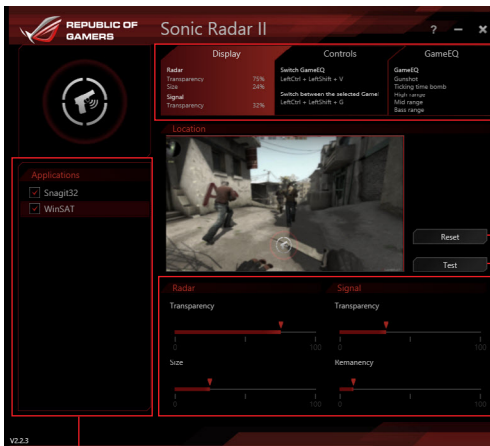 REPUBLIC OF
GAMERS
Sonic Radar II
?
Display
Controls
GameEQ
Radar
Transparency 75%
Size 24%
Signal
Transparency 32%
Switch GameEQ
LeftCtrl + LeftShift + V
Switch between the selected Game
LeftCtrl + LeftShift + G
GameEQ
Gunshot
Ticking time bomb
High range
Mid range
Bass range
Location
Applications
Snagit32
WinSAT
Reset
Test
Radar
Signal
Transparency
Transparency
0 100
0 100
Size
Remanency
0 100
0 100
V2.2.3